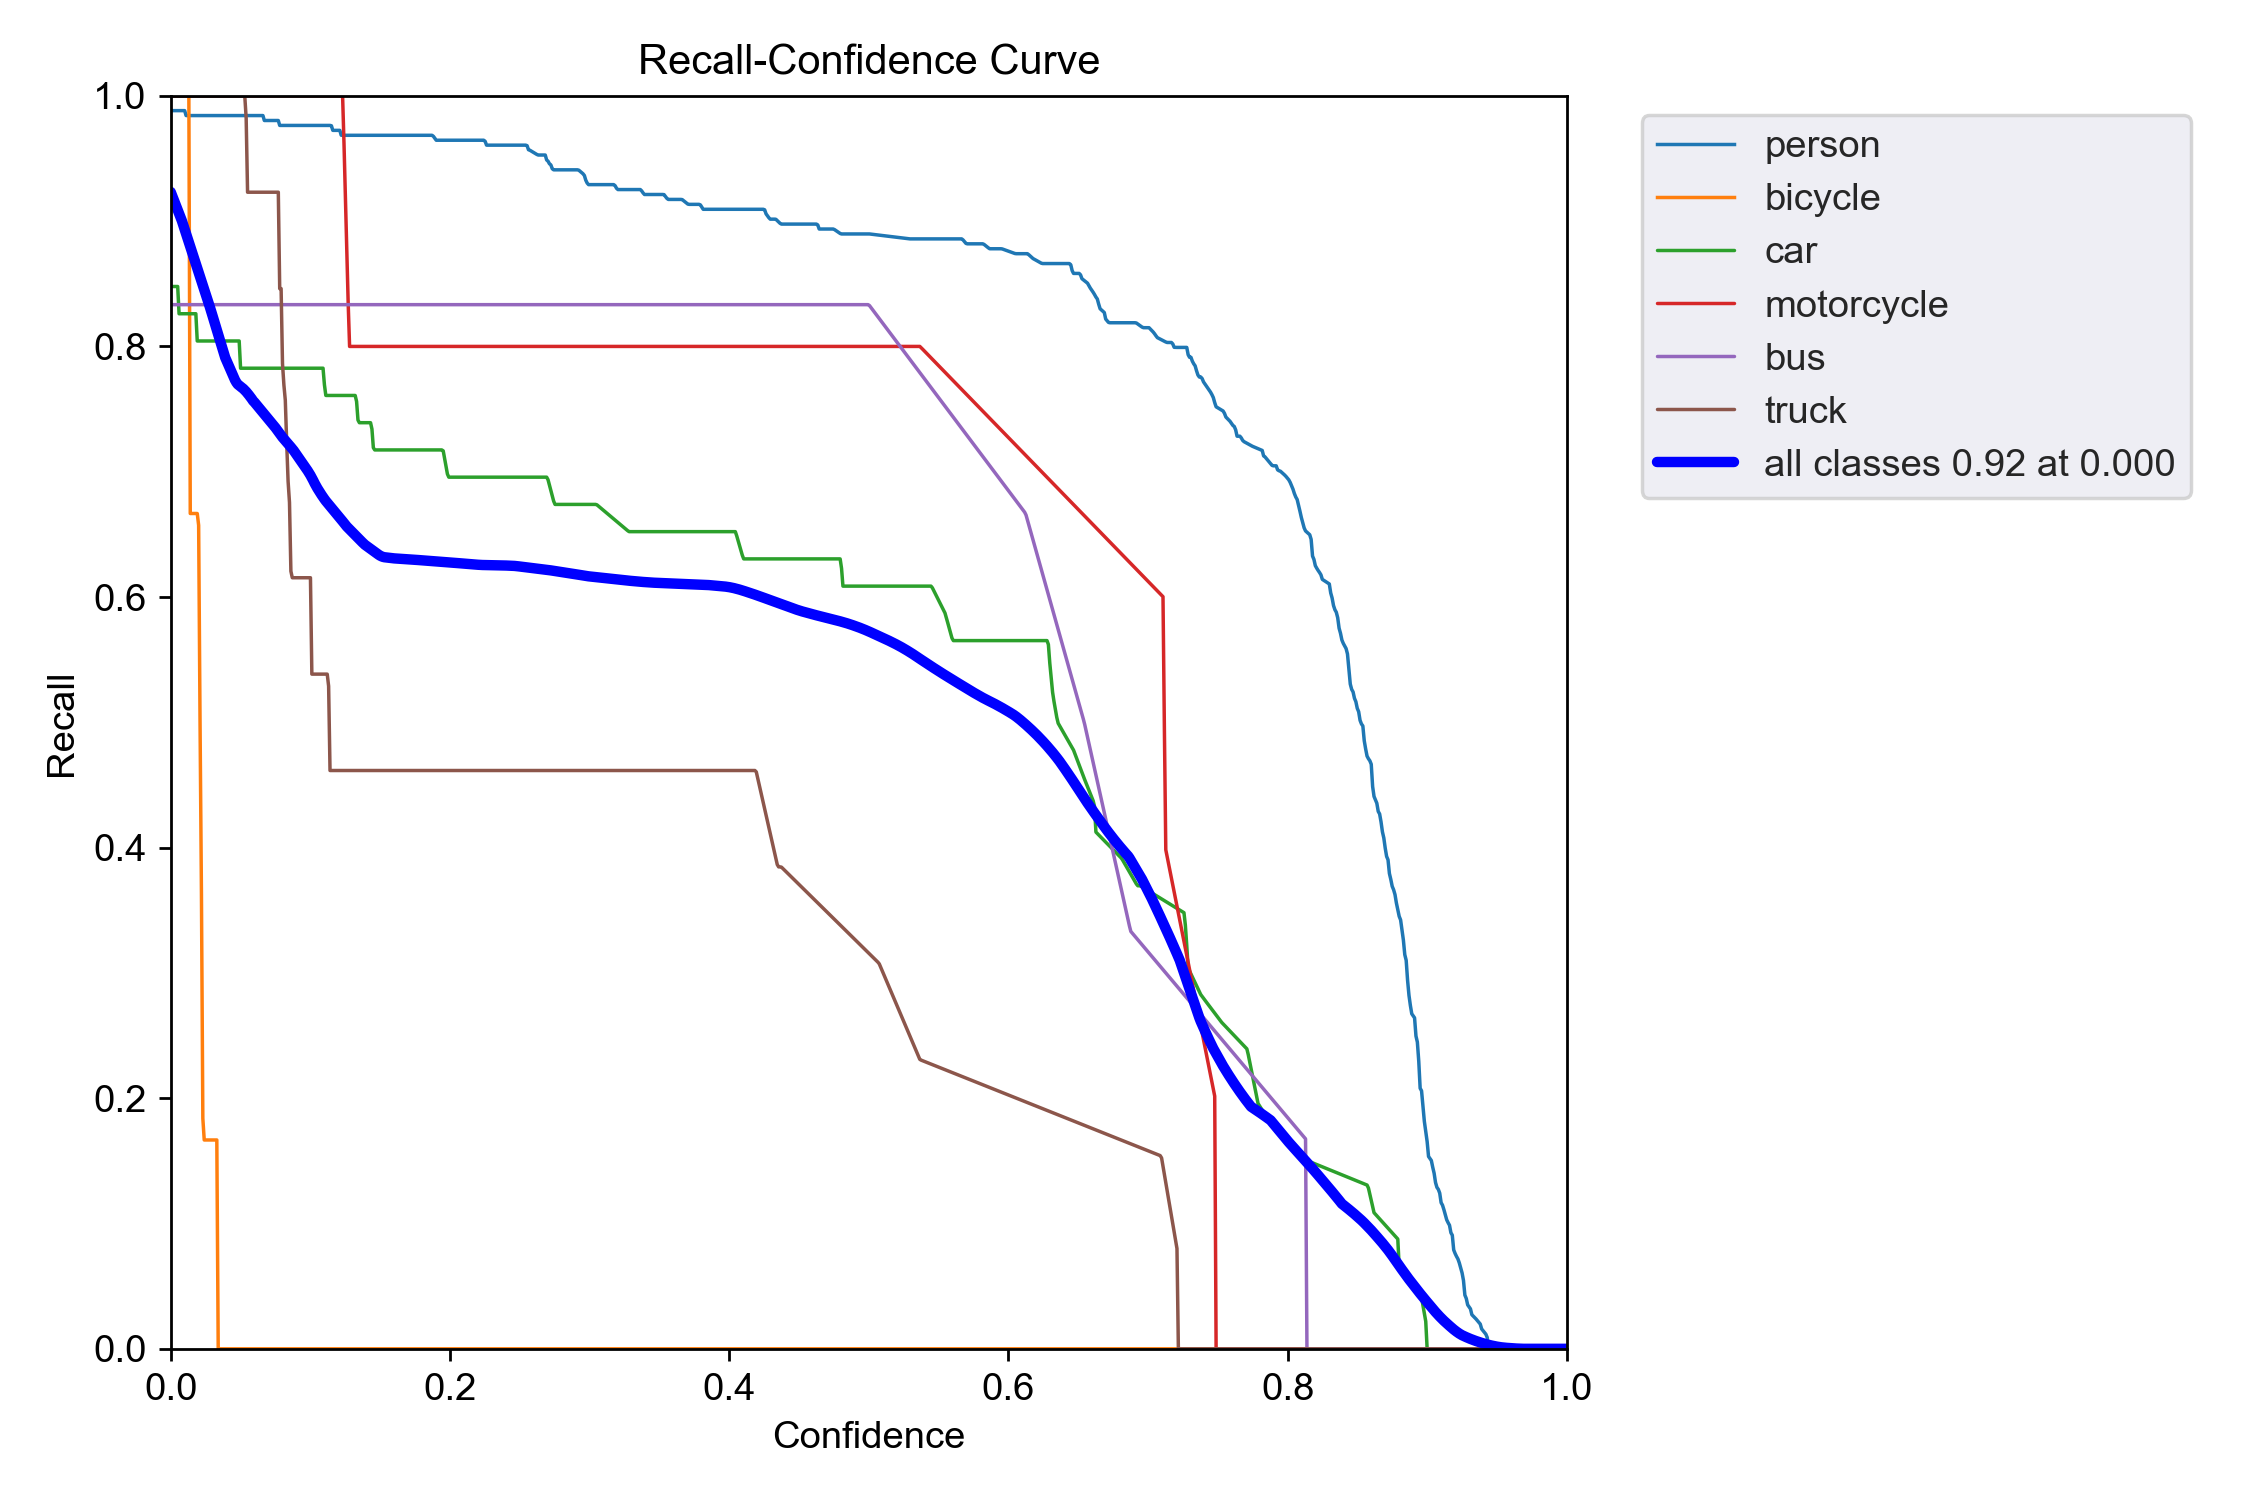 Recall-Confidence Curve
1.0
0.8
0.6
0.4
0.2
0.0
Recall
0.0 0.2 0.4 0.6 0.8 1.0
Confidence
person
bicycle
car
motorcycle
bus
truck
all classes 0.92 at 0.000